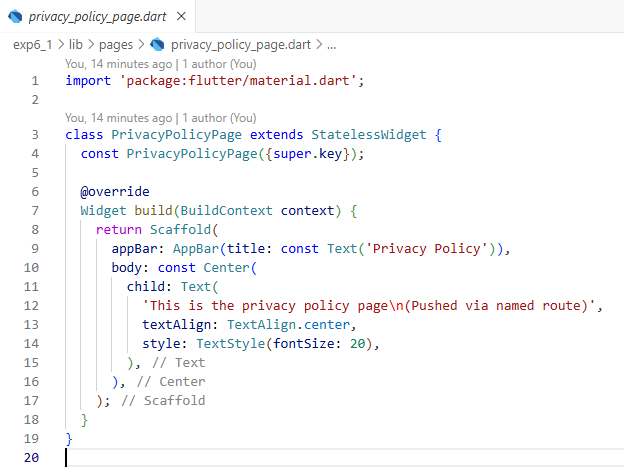 privacy_policy_page.dart ×
exp6_1 > lib > pages > privacy_policy_page.dart > ...
You, 14 minutes ago | 1 author (You)
1 import 'package:flutter/material.dart';
2
You, 14 minutes ago | 1 author (You)
3 class PrivacyPolicyPage extends StatelessWidget {
4   const PrivacyPolicyPage({super.key});
5
6   @override
7   Widget build(BuildContext context) {
8     return Scaffold(
9       appBar: AppBar(title: const Text('Privacy Policy')),
10       body: const Center(
11         child: Text(
12           'This is the privacy policy page\n(Pushed via named route)',
13           textAlign: TextAlign.center,
14           style: TextStyle(fontSize: 20),
15         ), // Text
16       ), // Center
17     ); // Scaffold
18   }
19 }
20